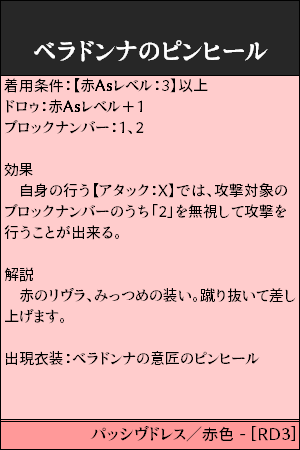 ベラドンナのピンヒール
着用条件：【赤Asレベル：3】以上
ドロゥ：赤Asレベル＋1
ブロックナンバー：1、2
効果
　自身の行う【アタック：X】では、攻撃対象の
ブロックナンバーのうち「2」を無視して攻撃を
行うことが出来る。
解説
　赤のリヴラ、みっつめの装い。蹴り抜いて差し
上げます。
出現衣装：ベラドンナの意匠のピンヒール
パッシヴドレス／赤色 - [RD3]